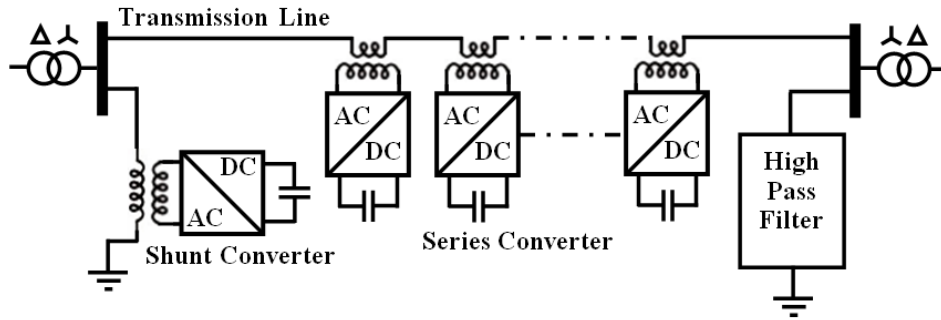 Transmission Line
AC
DC
AC
DC
AC
DC
DC
AC
Shunt Converter
Series Converter
High
Pass
Filter